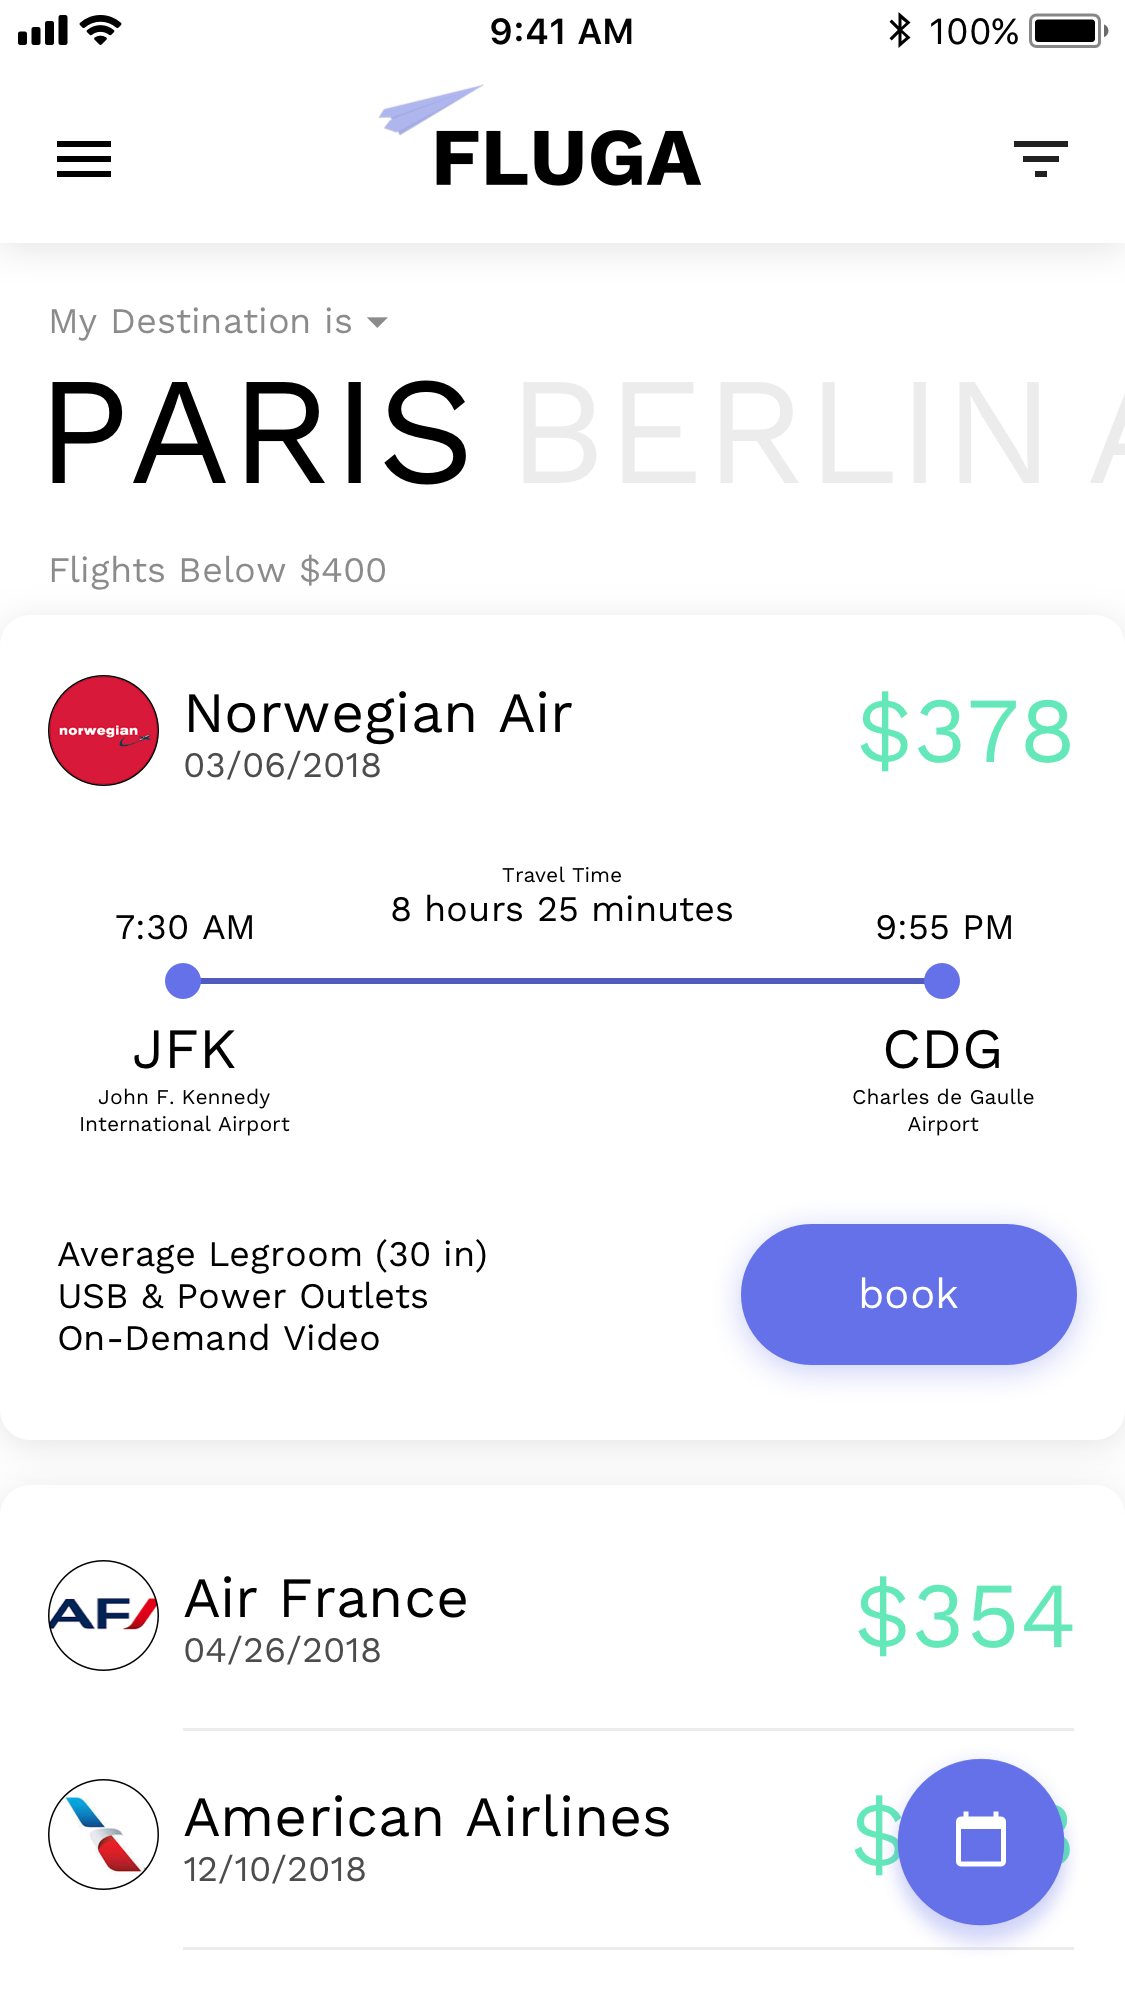 9:41 AM
100%
FLUGA
My Destination is
PARIS BERLIN
Flights Below $400
norwegian
Norwegian Air
$378
03/06/2018
Travel Time
8 hours 25 minutes
7:30 AM
9:55 PM
JFK
CDG
John F. Kennedy
International Airport
Charles de Gaulle
Airport
Average Legroom (30 in)
USB & Power Outlets
On-Demand Video
book
AF
Air France
$354
04/26/2018
American Airlines
12/10/2018